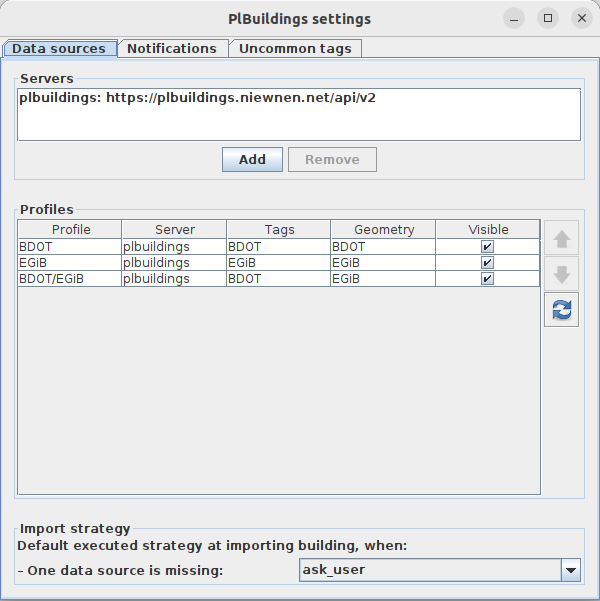 PlBuildings settings
Data sources Notifications Uncommon tags
Servers
plbuildings: https://plbuildings.niewnen.net/api/v2
Add Remove
Profiles
Profile Server Tags Geometry Visible
BDOT plbuildings BDOT BDOT
EGiB plbuildings EGiB EGiB
BDOT/EGiB plbuildings BDOT EGiB
Import strategy
Default executed strategy at importing building, when:
– One data source is missing: ask_user